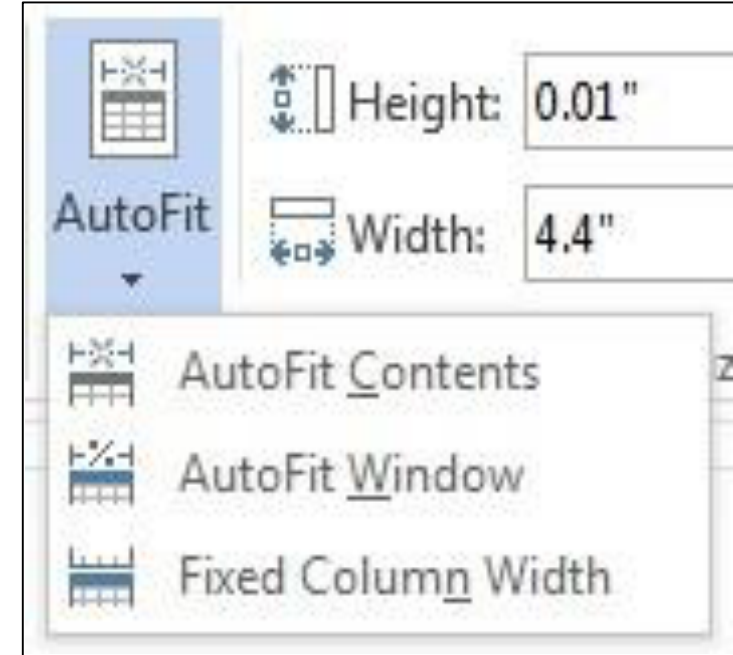 Height: 0.01"
AutoFit
Width: 4.4"
AutoFit Contents
AutoFit Window
Fixed Column Width